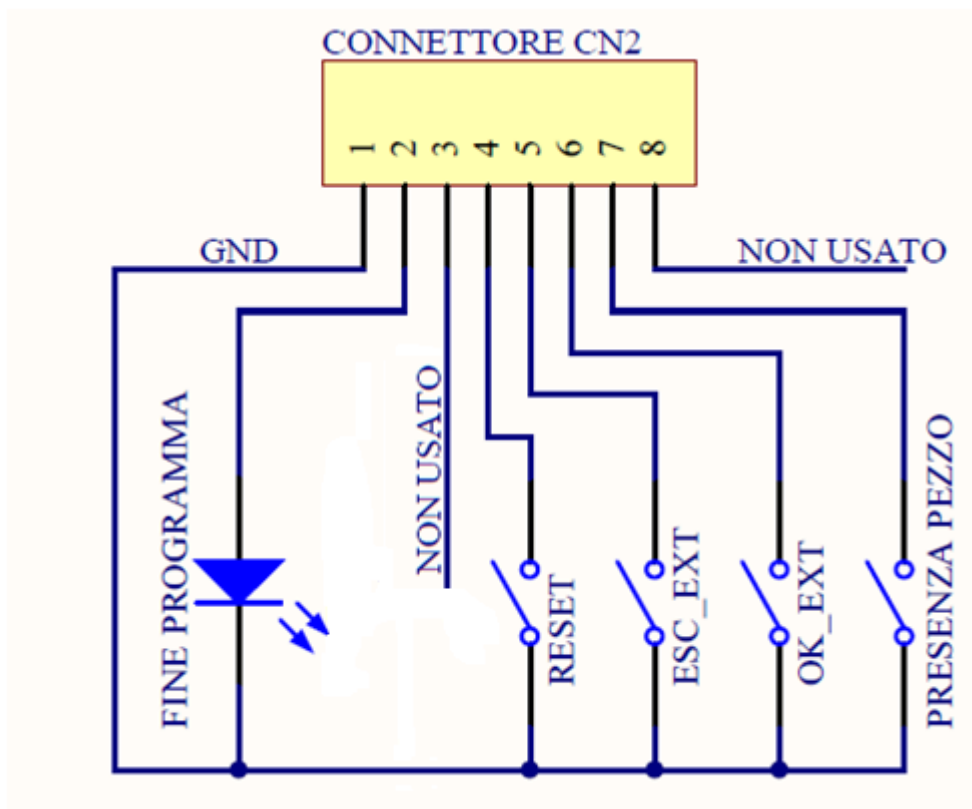 CONNETTORE CN2
1 2 3 4 5 6 7 8
GND
NON USATO
FINE PROGRAMMA
NON USATO
RESET
ESC_EXT
OK_EXT
PRESENZA PEZZO